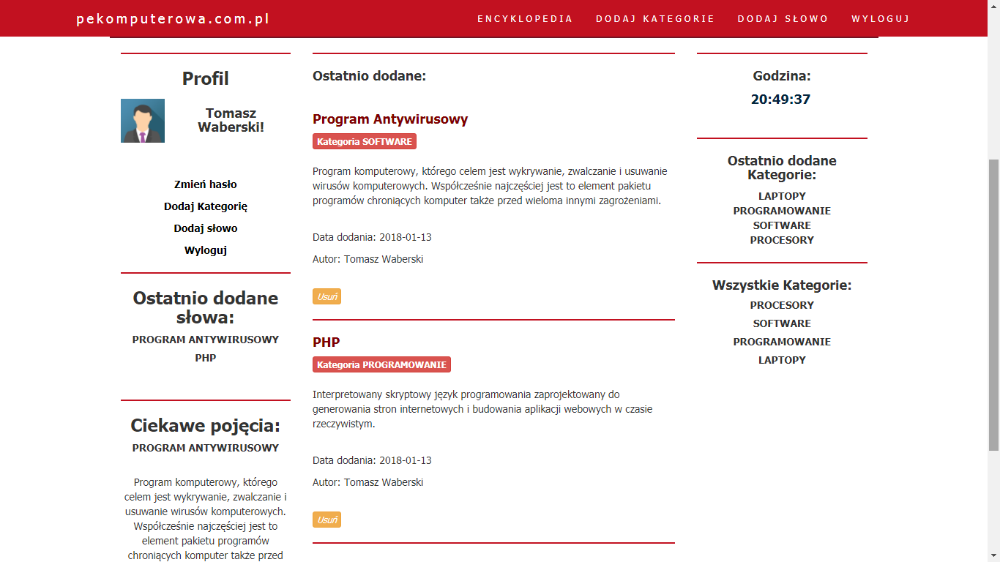 pekomputerowa.com.pl
ENCYKLOPEDIA
DODAJ KATEGORIE
DODAJ SŁOWO
WYLOGUJ
Profil
Tomasz
Waberski!
Zmień hasło
Dodaj Kategorię
Dodaj słowo
Wyloguj
Ostatnio dodane
słowa:
PROGRAM ANTYWIRUSOWY
PHP
Ciekawe pojęcia:
PROGRAM ANTYWIRUSOWY
Program komputerowy, którego
celem jest wykrywanie, zwalczanie i
usuwanie wirusów komputerowych.
Współcześnie najczęściej jest to
element pakietu programów
chroniących komputer także przed
Ostatnio dodane:
Program Antywirusowy
Kategoria SOFTWARE
Program komputerowy, którego celem jest wykrywanie, zwalczanie i usuwanie
wirusów komputerowych. Współcześnie najczęściej jest to element pakietu
programów chroniących komputer także przed wieloma innymi zagrożeniami.
Data dodania: 2018-01-13
Autor: Tomasz Waberski
Usuń
PHP
Kategoria PROGRAMOWANIE
Interpretowany skryptowy język programowania zaprojektowany do
generowania stron internetowych i budowania aplikacji webowych w czasie
rzeczywistym.
Data dodania: 2018-01-13
Autor: Tomasz Waberski
Usuń
Godzina:
20:49:37
Ostatnio dodane
Kategorie:
LAPTOPY
PROGRAMOWANIE
SOFTWARE
PROCESORY
Wszystkie Kategorie:
PROCESORY
SOFTWARE
PROGRAMOWANIE
LAPTOPY